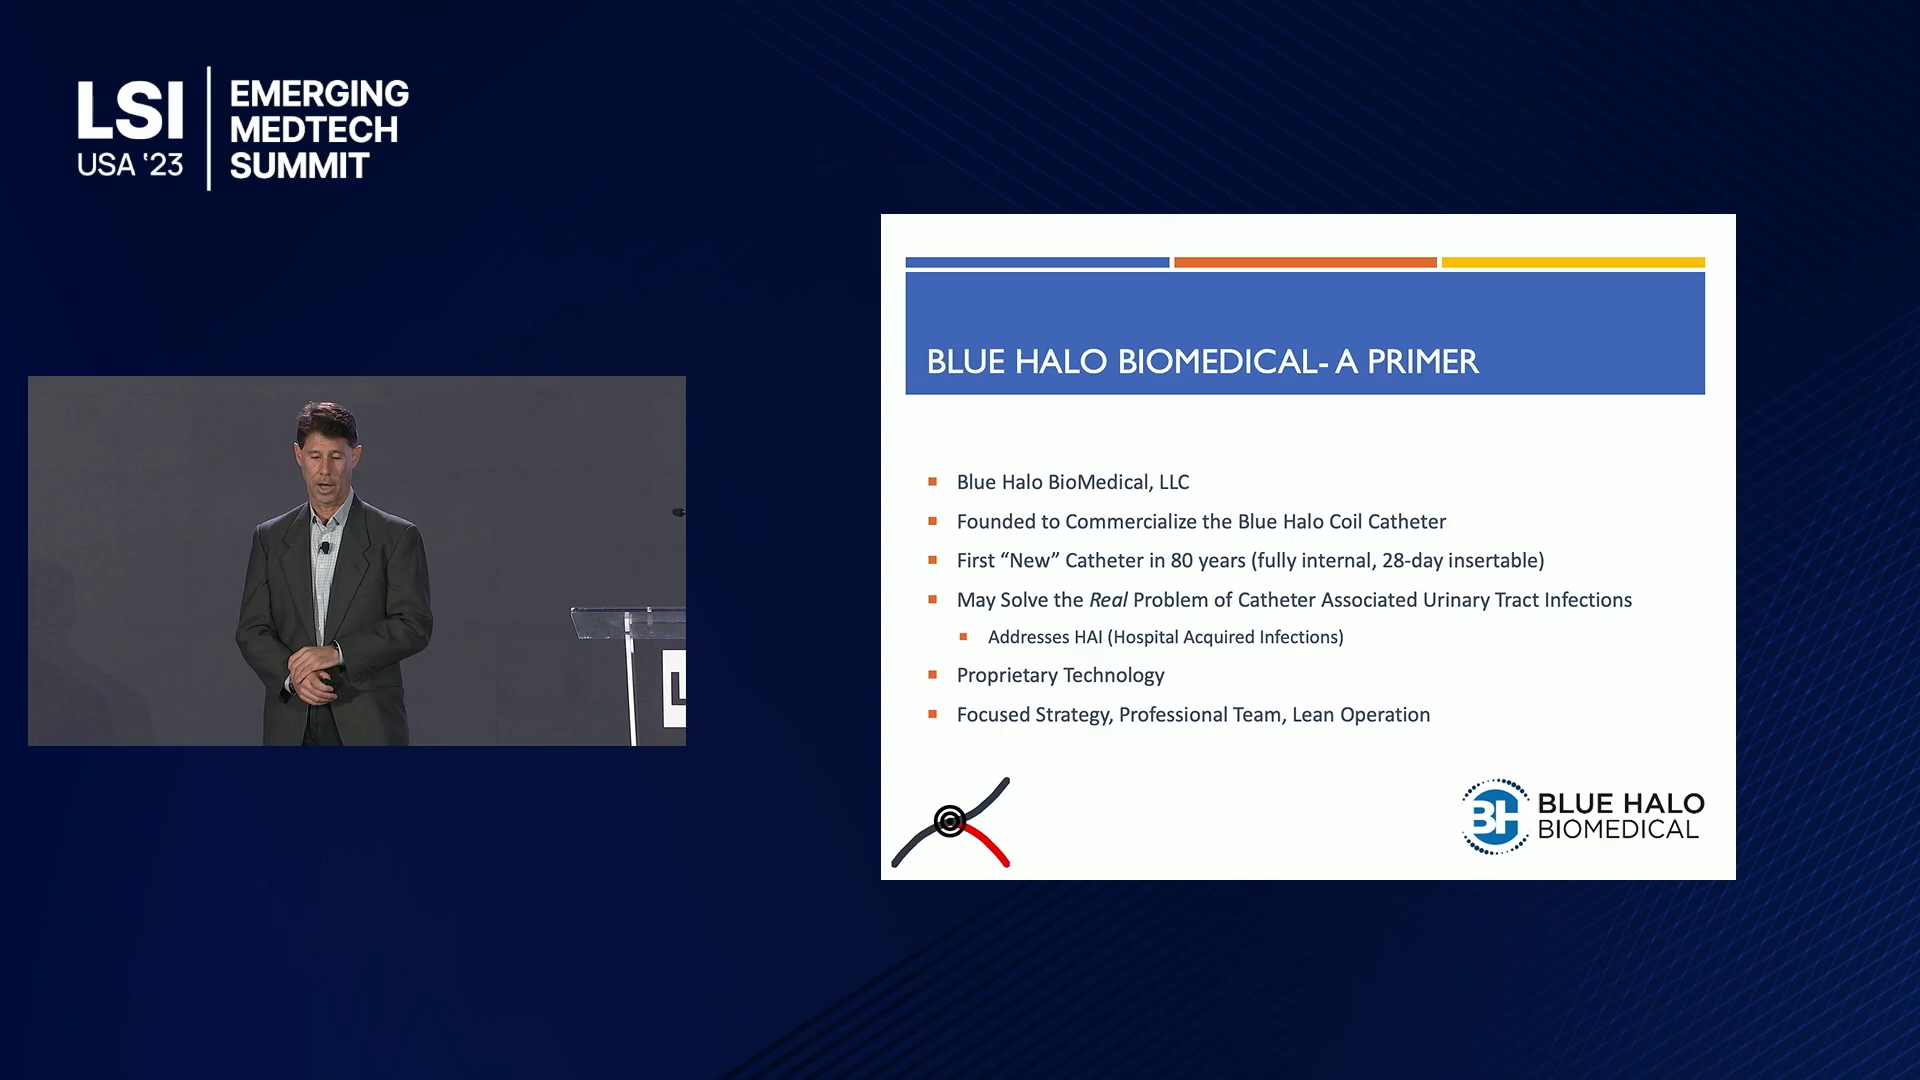 LSI
USA '23
EMERGING
MEDTECH
SUMMIT
BLUE HALO BIOMEDICAL- A PRIMER
Blue Halo BioMedical, LLC
Founded to Commercialize the Blue Halo Coil Catheter
First “New” Catheter in 80 years (fully internal, 28-day insertable)
May Solve the Real Problem of Catheter Associated Urinary Tract Infections
Addresses HAI (Hospital Acquired Infections)
Proprietary Technology
Focused Strategy, Professional Team, Lean Operation
BH
BLUE HALO
BIOMEDICAL
L